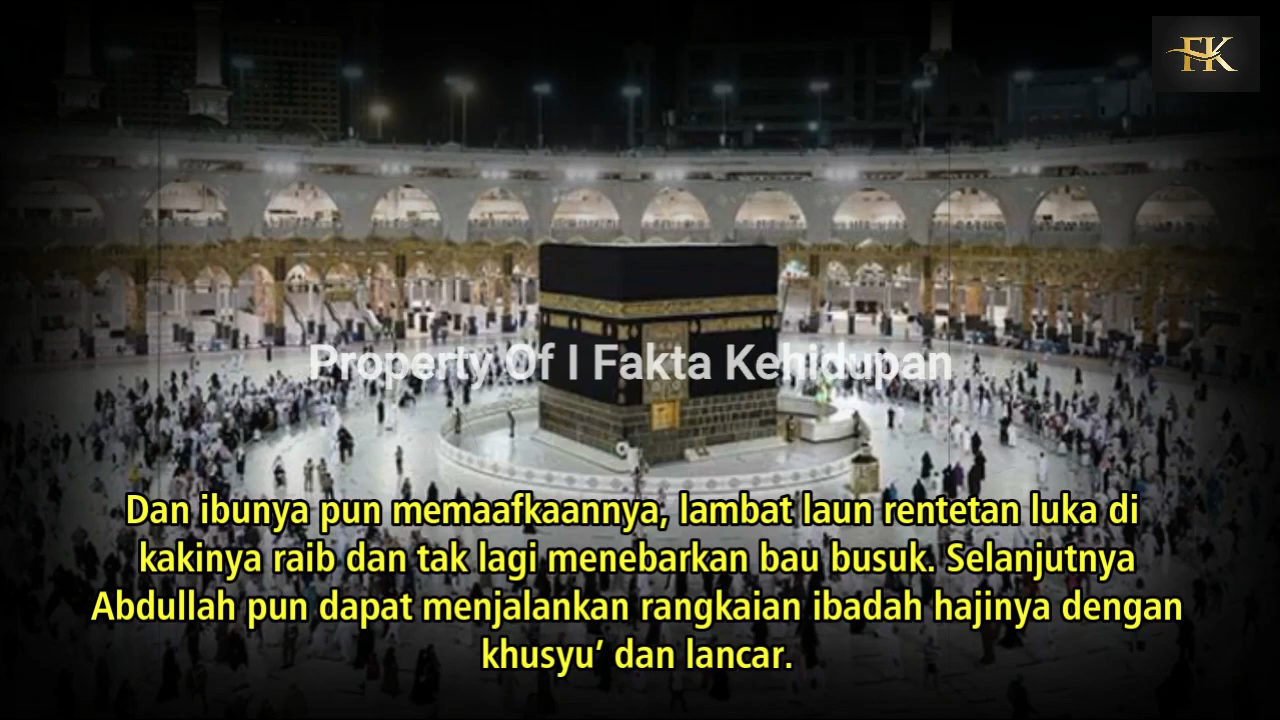 FK
Property Of I Fakta Kehidupan
Dan ibunya pun memaafkaannya, lambat laun rentetan luka di
kakinya raib dan tak lagi menebarkan bau busuk. Selanjutnya
Abdullah pun dapat menjalankan rangkaian ibadah hajinya dengan
khusyu’ dan lancar.